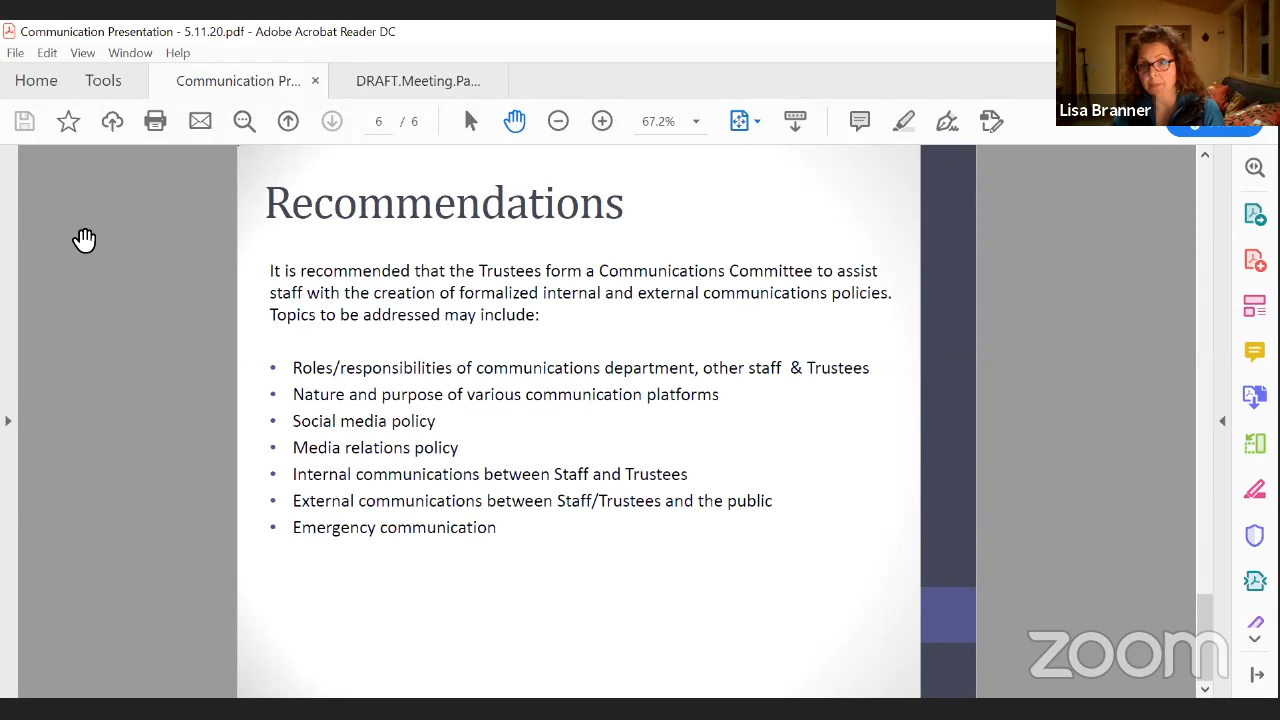 Communication Presentation - 5.11.20.pdf - Adobe Acrobat Reader DC
File Edit View Window Help
Home Tools Communication Pr... × DRAFT.Meeting.Pa...
6 / 6 67.2%
Lisa Branner
Recommendations
It is recommended that the Trustees form a Communications Committee to assist
staff with the creation of formalized internal and external communications policies.
Topics to be addressed may include:
• Roles/responsibilities of communications department, other staff & Trustees
• Nature and purpose of various communication platforms
• Social media policy
• Media relations policy
• Internal communications between Staff and Trustees
• External communications between Staff/Trustees and the public
• Emergency communication
zoom